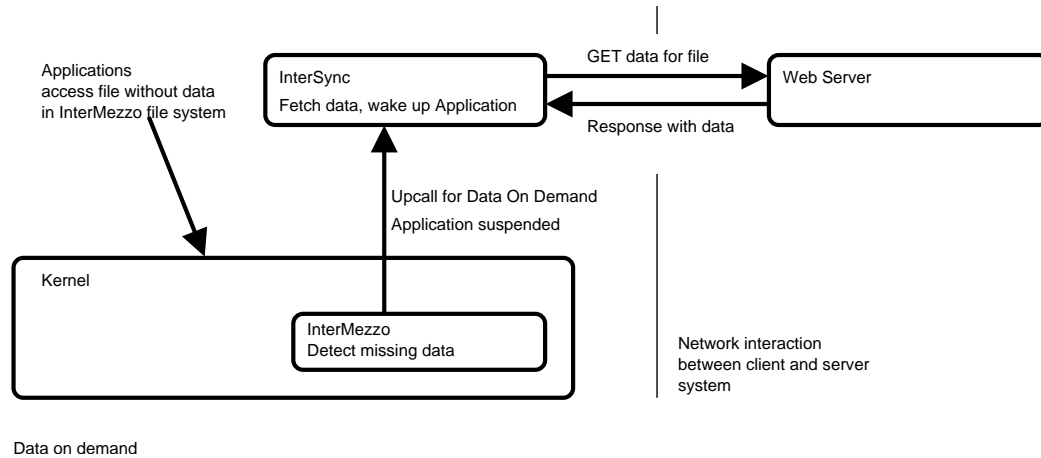 Applications
access file without data
in InterMezzo file system
InterSync
Fetch data, wake up Application
GET data for file
Response with data
Web Server
Upcall for Data On Demand
Application suspended
Kernel
InterMezzo
Detect missing data
Network interaction
between client and server
system
Data on demand